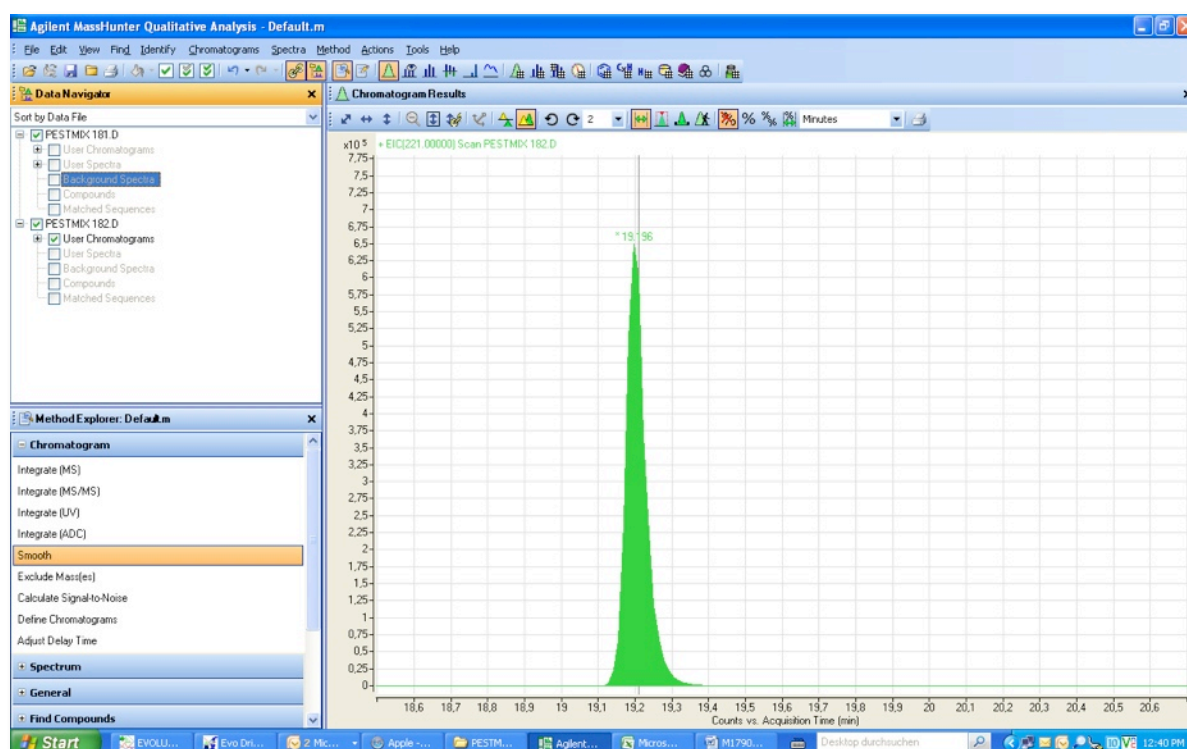 Agilent MassHunter Qualitative Analysis - Default.m
File Edit View Find Identify Chromatograms Spectra Method Actions Tools Help
Data Navigator
Sort by Data File
PESTMIX 181.D
User Chromatograms
User Spectra
Background Spectra
Compounds
Matched Sequences
PESTMIX 182.D
User Chromatograms
User Spectra
Background Spectra
Compounds
Matched Sequences
Method Explorer: Default.m
Chromatogram
Integrate (MS)
Integrate (MS/MS)
Integrate (UV)
Integrate (ADC)
Smooth
Exclude Mass(es)
Calculate Signal-to-Noise
Define Chromatograms
Adjust Delay Time
Spectrum
General
Find Compounds
Chromatogram Results
2 Minutes
x10 5 + EIC(221.00000) Scan PESTMIX 182.D
7,75
7,5
7,25
7
6,75
6,5
6,25
6
5,75
5,5
5,25
5
4,75
4,5
4,25
4
3,75
3,5
3,25
3
2,75
2,5
2,25
2
1,75
1,5
1,25
1
0,75
0,5
0,25
0
* 19.196
18,6 18,7 18,8 18,9 19 19,1 19,2 19,3 19,4 19,5 19,6 19,7 19,8 19,9 20 20,1 20,2 20,3 20,4 20,5 20,6
Counts vs. Acquisition Time (min)
Start EVOLU... Evo Dri... 2 Mic... Apple -... PESTM... Agilent... Micros... M1790... Desktop durchsuchen 12:40 PM